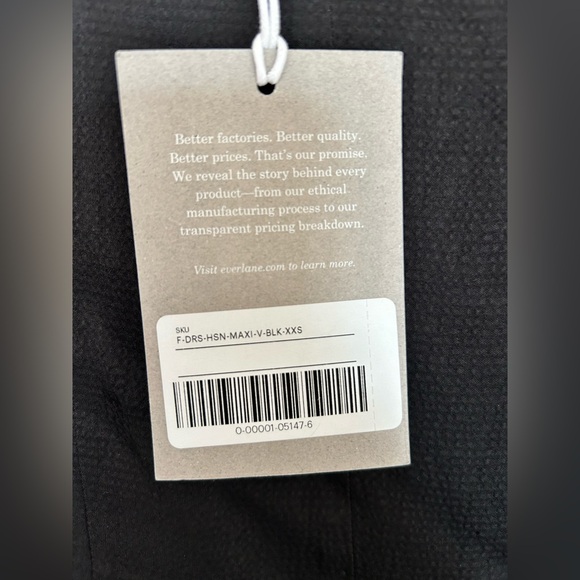 Better factories. Better quality.
Better prices. That's our promise.
We reveal the story behind every
product—from our ethical
manufacturing process to our
transparent pricing breakdown.
Visit everlane.com to learn more.
SKU
F-DRS-HSN-MAXI-V-BLK-XXS
0-00001-05147-6